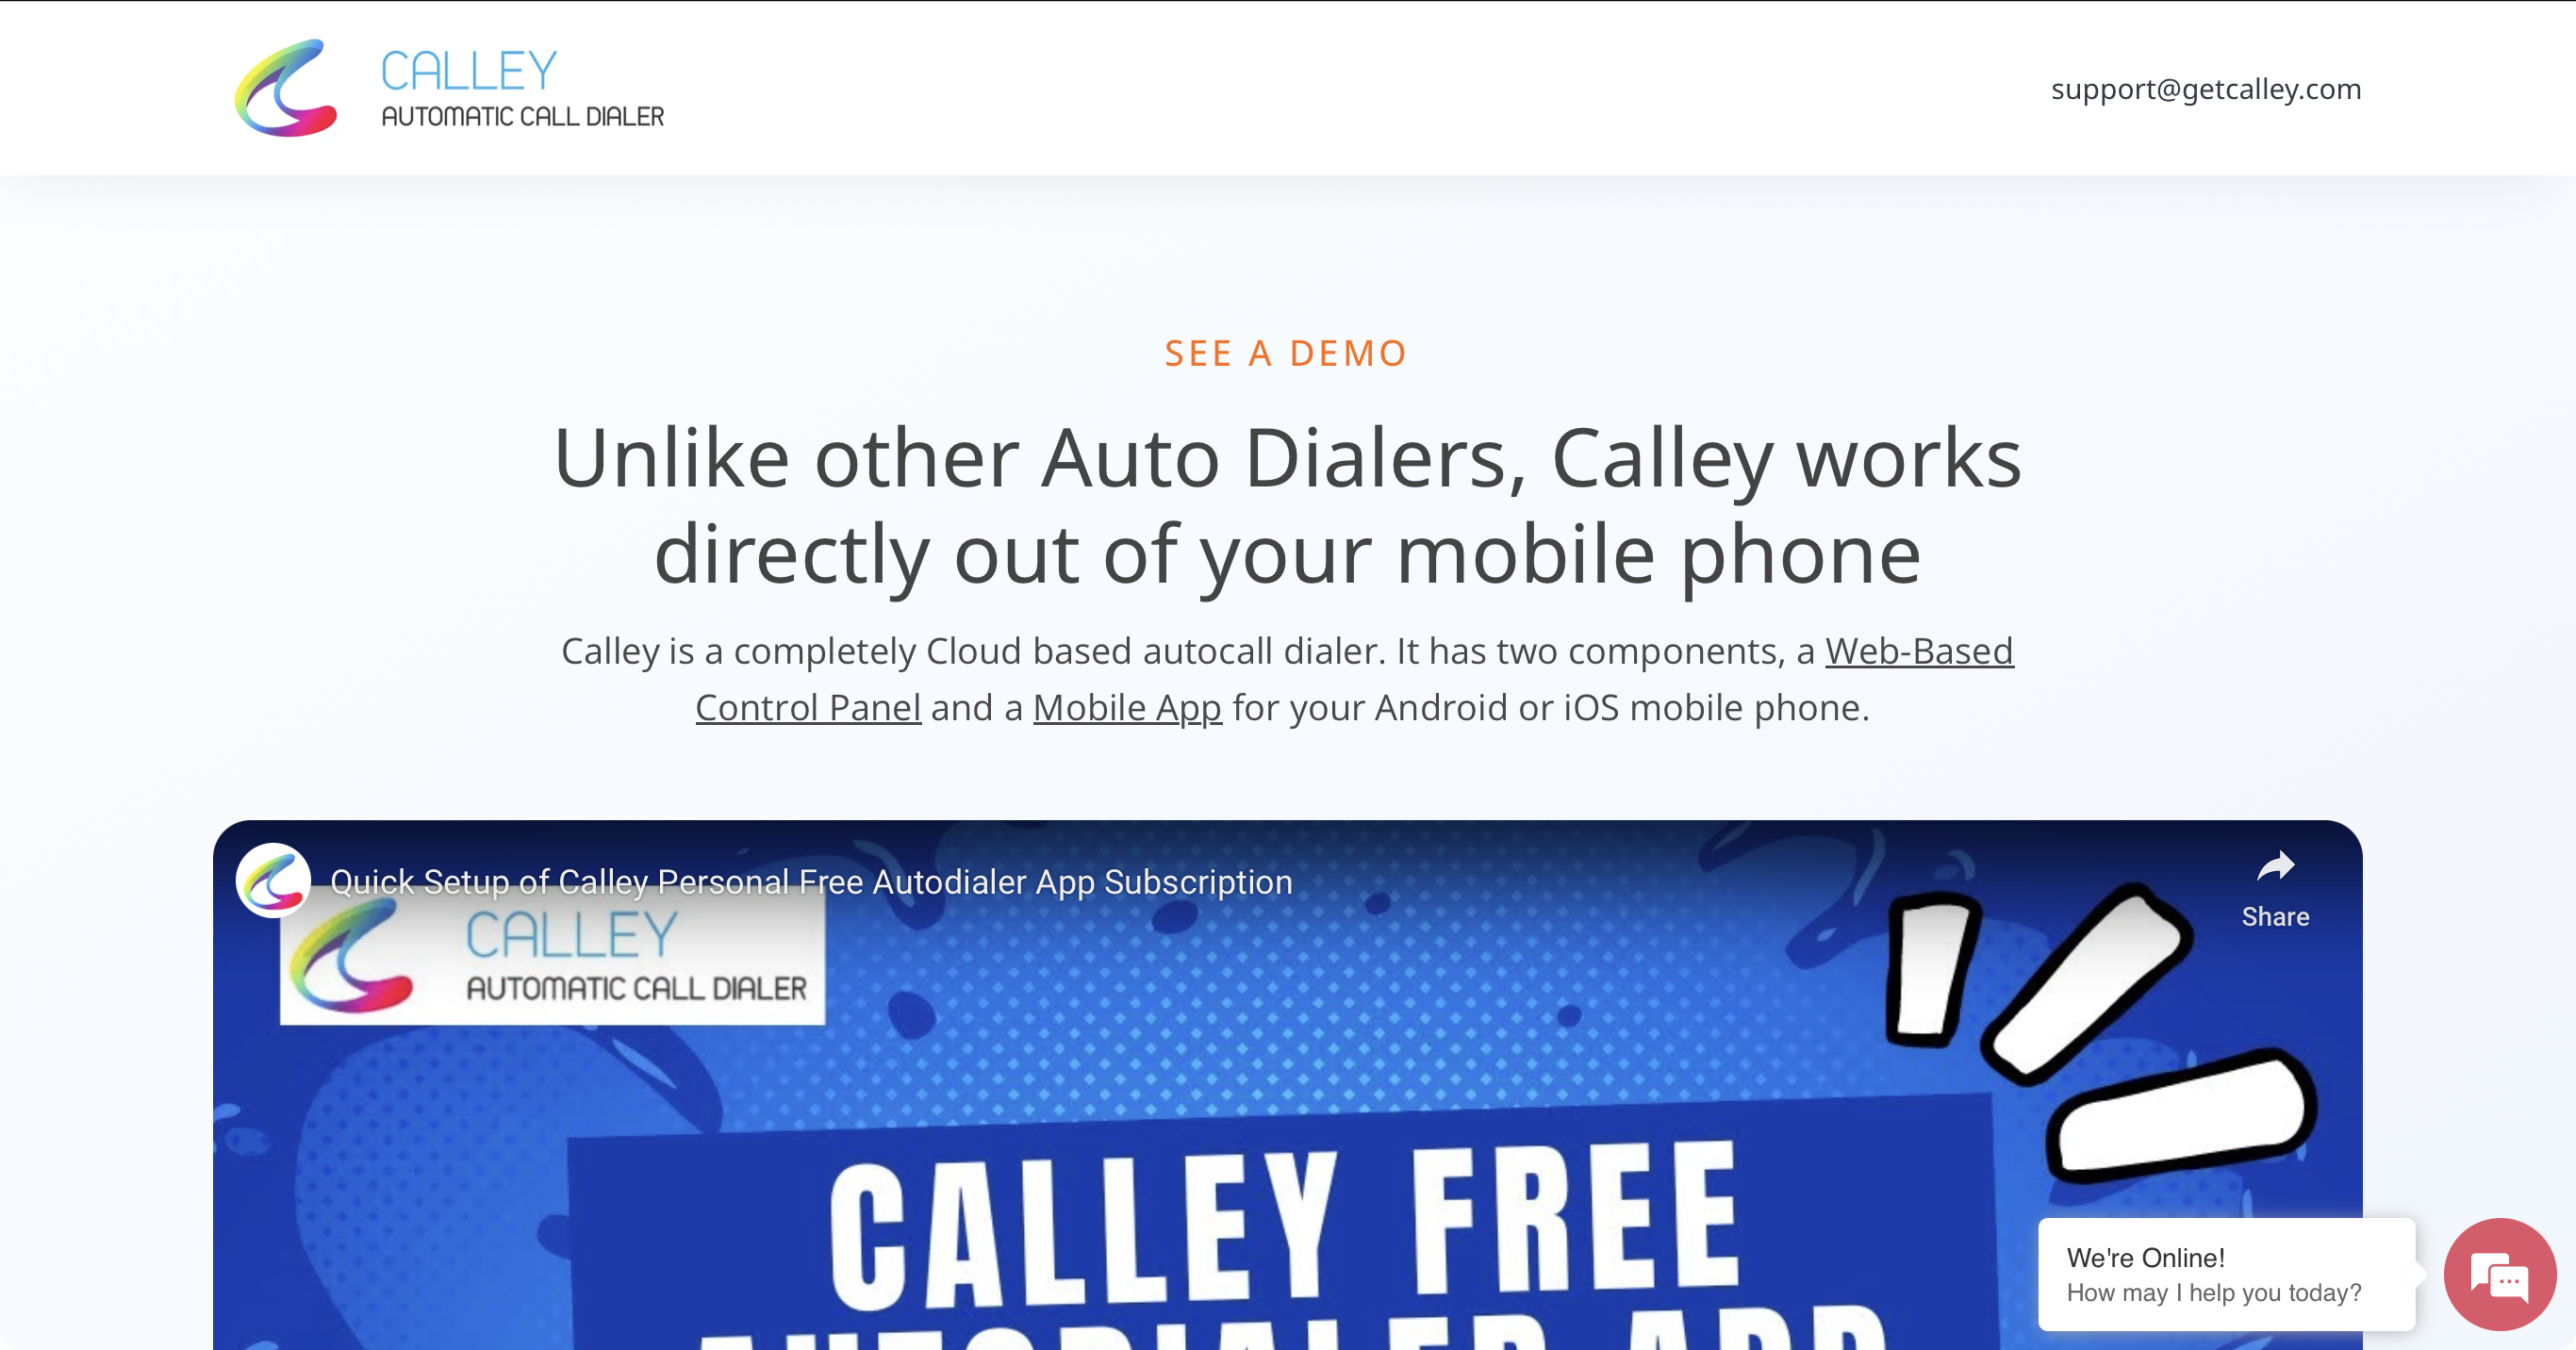 CALLEY
AUTOMATIC CALL DIALER
support@getcalley.com
SEE A DEMO
Unlike other Auto Dialers, Calley works
directly out of your mobile phone
Calley is a completely Cloud based autocall dialer. It has two components, a Web-Based
Control Panel and a Mobile App for your Android or iOS mobile phone.
Quick Setup of Calley Personal Free Autodialer App Subscription
Share
CALLEY
AUTOMATIC CALL DIALER
CALLEY FREE
AUTODIALER APP
We're Online!
How may I help you today?